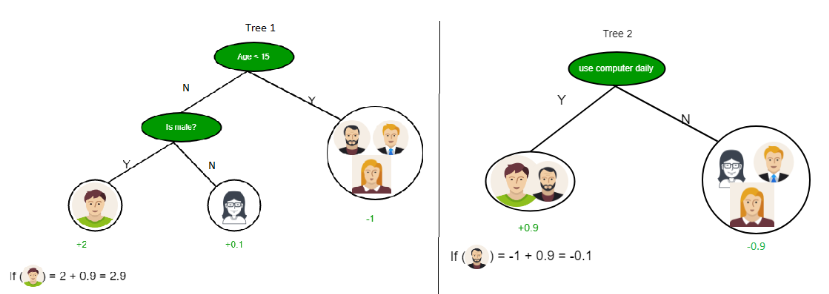 Tree 1
Age < 15
N
Y
Is male?
Y
N
+2
+0.1
-1
If ( ) = 2 + 0.9 = 2.9
Tree 2
use computer daily
Y
N
+0.9
-0.9
If ( ) = -1 + 0.9 = -0.1